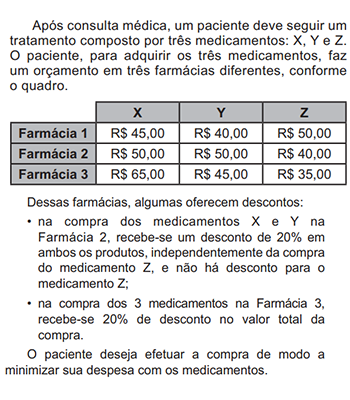 Após consulta médica, um paciente deve seguir um
tratamento composto por três medicamentos: X, Y e Z.
O paciente, para adquirir os três medicamentos, faz
um orçamento em três farmácias diferentes, conforme
o quadro.
X Y Z
Farmácia 1 R$ 45,00 R$ 40,00 R$ 50,00
Farmácia 2 R$ 50,00 R$ 50,00 R$ 40,00
Farmácia 3 R$ 65,00 R$ 45,00 R$ 35,00
Dessas farmácias, algumas oferecem descontos:
• na compra dos medicamentos X e Y na
Farmácia 2, recebe-se um desconto de 20% em
ambos os produtos, independentemente da compra
do medicamento Z, e não há desconto para o
medicamento Z;
• na compra dos 3 medicamentos na Farmácia 3,
recebe-se 20% de desconto no valor total da
compra.
O paciente deseja efetuar a compra de modo a
minimizar sua despesa com os medicamentos.